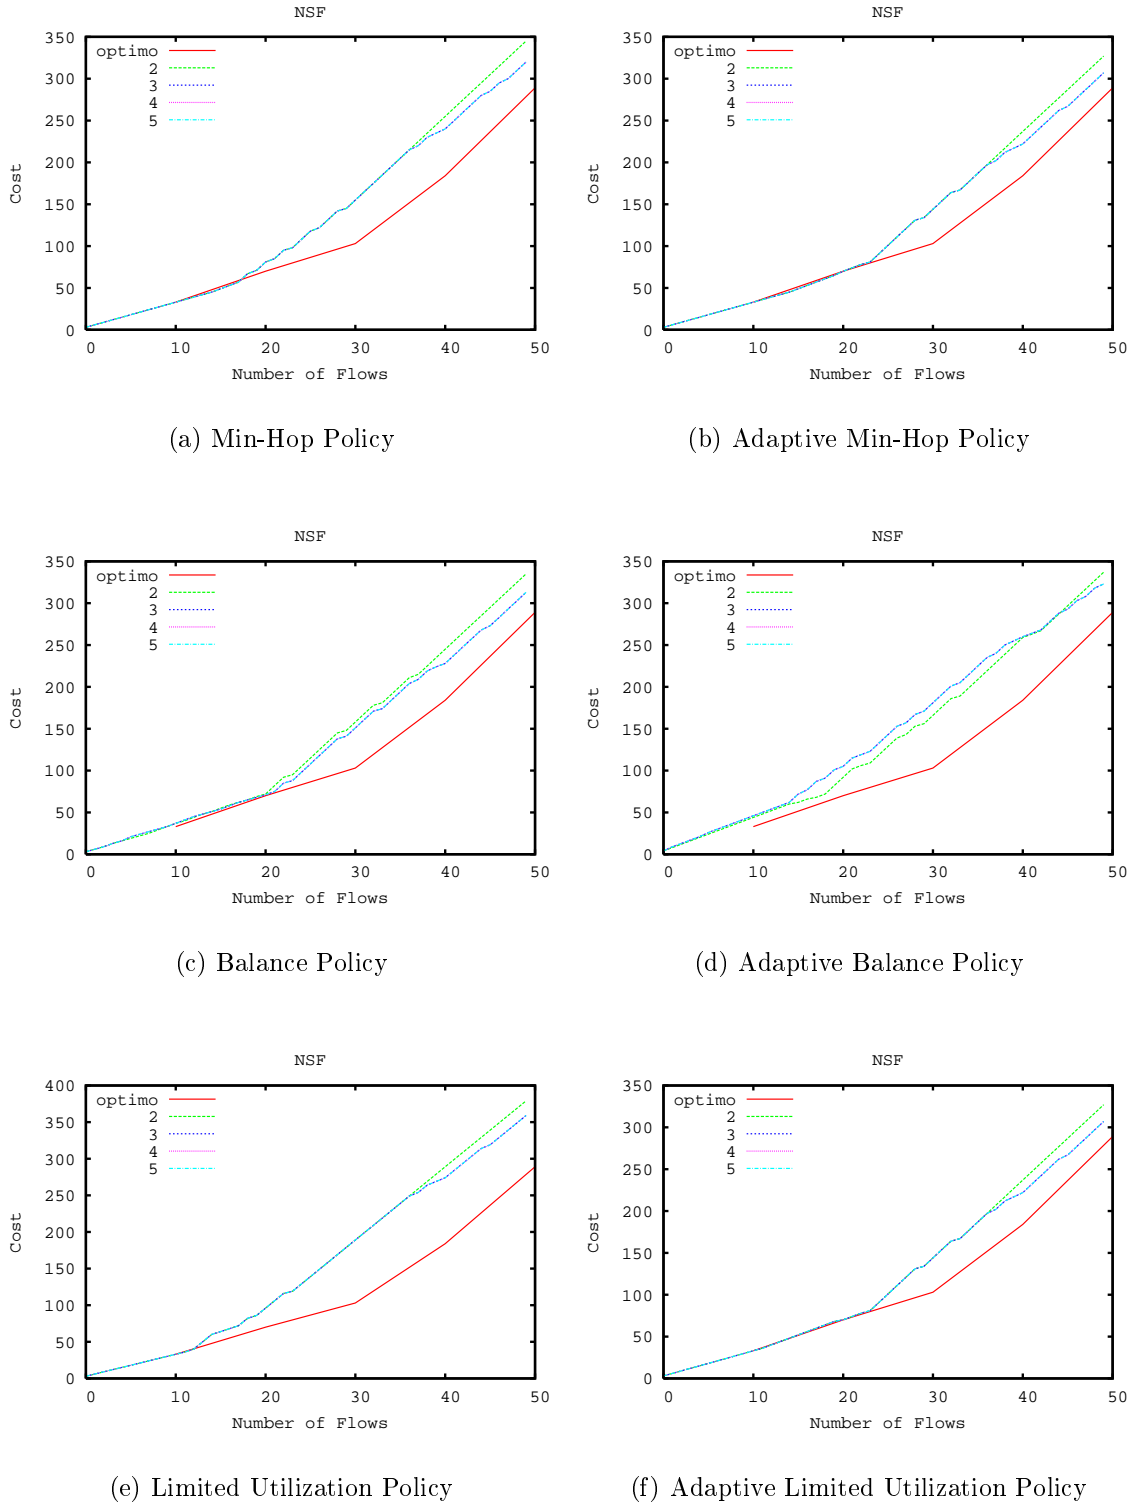 NSF
350
300
250
200
150
100
50
0
0 10 20 30 40 50
Cost
Number of Flows
optimo
2
3
4
5
(a) Min-Hop Policy
NSF
350
300
250
200
150
100
50
0
0 10 20 30 40 50
Cost
Number of Flows
optimo
2
3
4
5
(b) Adaptive Min-Hop Policy
NSF
350
300
250
200
150
100
50
0
0 10 20 30 40 50
Cost
Number of Flows
optimo
2
3
4
5
(c) Balance Policy
NSF
350
300
250
200
150
100
50
0
0 10 20 30 40 50
Cost
Number of Flows
optimo
2
3
4
5
(d) Adaptive Balance Policy
NSF
400
350
300
250
200
150
100
50
0
0 10 20 30 40 50
Cost
Number of Flows
optimo
2
3
4
5
(e) Limited Utilization Policy
NSF
350
300
250
200
150
100
50
0
0 10 20 30 40 50
Cost
Number of Flows
optimo
2
3
4
5
(f) Adaptive Limited Utilization Policy